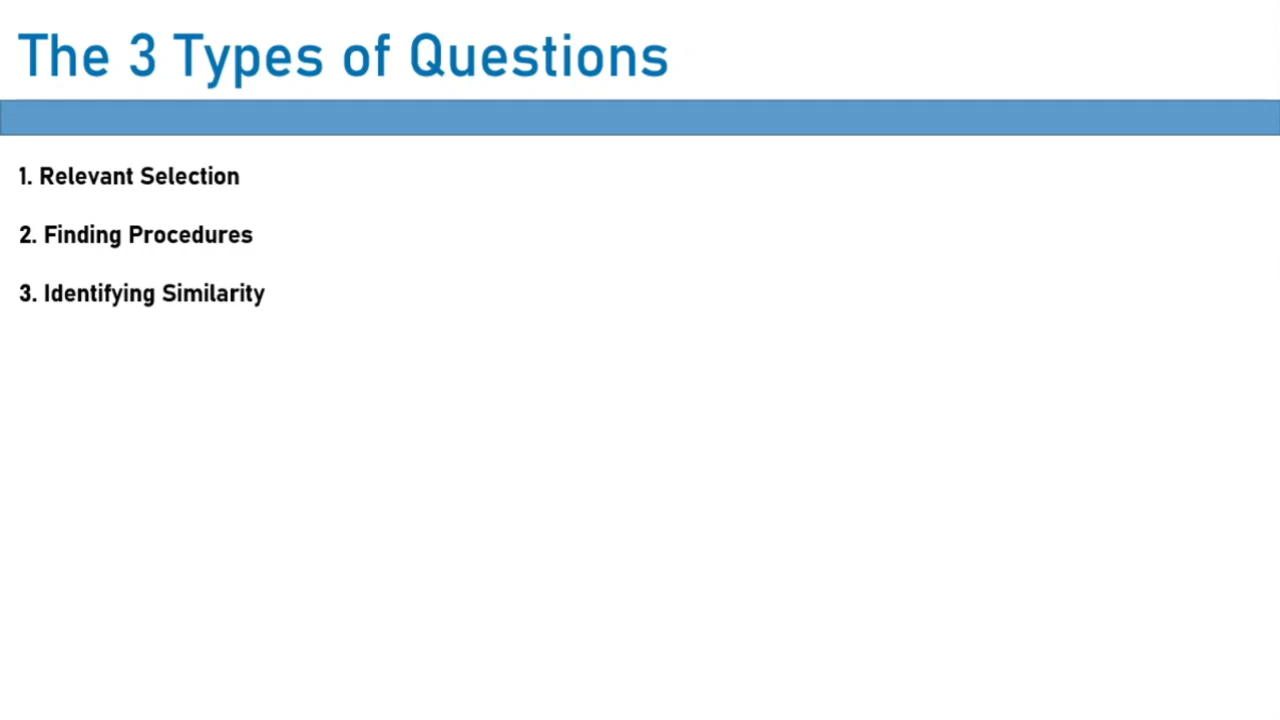 The 3 Types of Questions
1. Relevant Selection
2. Finding Procedures
3. Identifying Similarity